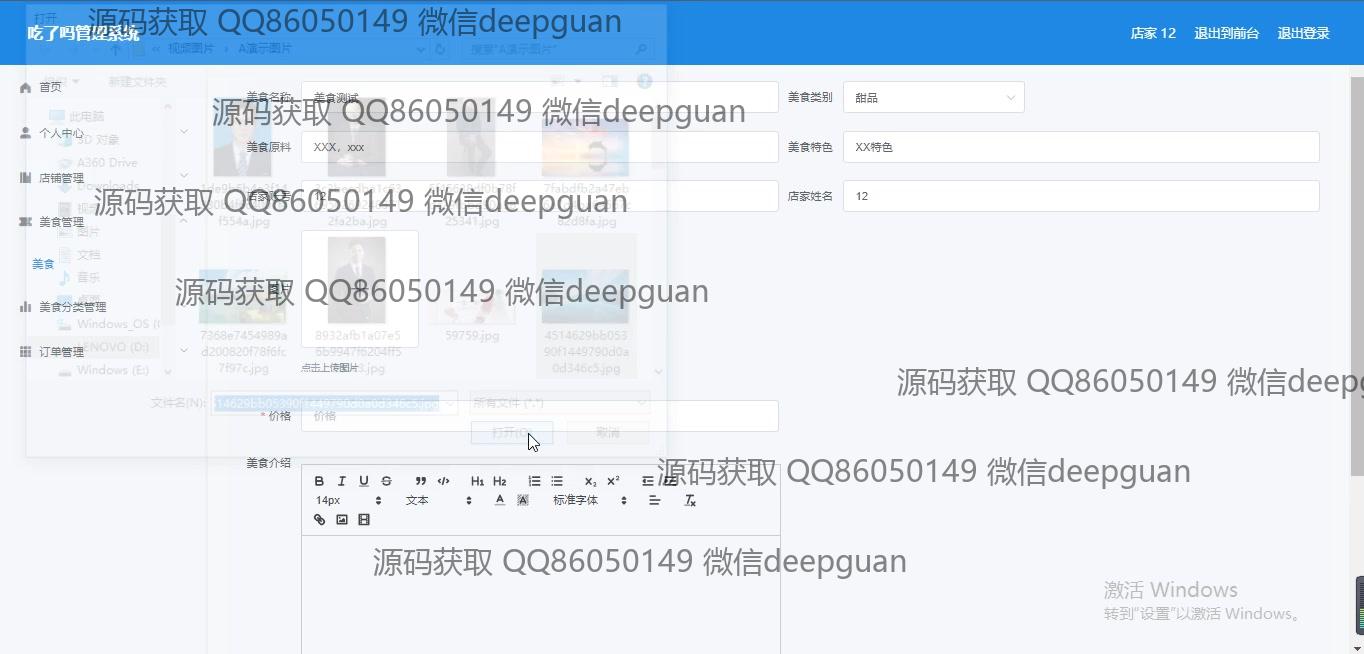 打开
源码获取 QQ86050149 微信deepguan
吃了吗管理系统
店家 12 退出到前台 退出登录
« 视频图片 › A演示图片
搜索"A演示图片"
新建文件夹
首页
美食名称 美食测试
美食类别 甜品
源码获取 QQ86050149 微信deepguan
此电脑
个人中心
3D 对象
美食原料 XXX，xxx
美食特色 XX特色
A360 Drive
店铺管理
Downloads
7fabdfb2a47eb
源码获取 QQ86050149 微信deepguan
12
店家姓名 12
f554a.jpg
2fa2ba.jpg
25341.jpg
82d8fa.jpg
美食管理
图片
文档
美食
音乐
源码获取 QQ86050149 微信deepguan
美食分类管理
Windows_OS (
7368e7454989a
d200820f78f6fc
7f97c.jpg
8932afb1a07e5
6b9947f6204ff5
59759.jpg
4514629bb053
90f1449790d0a
0d346c5.jpg
订单管理
LENOVO (D:)
点击上传图片
Windows (E:)
源码获取 QQ86050149 微信deepg
文件名(N):
514629bb05390f1449790d0a0d346c5.jpg
所有文件 (*.*)
* 价格 价格
打开(O) 取消
美食介绍
源码获取 QQ86050149 微信deepguan
B I U S ” </> H1 H2 x2 x2
14px 文本 A A 标准字体
源码获取 QQ86050149 微信deepguan
激活 Windows
转到"设置"以激活 Windows。